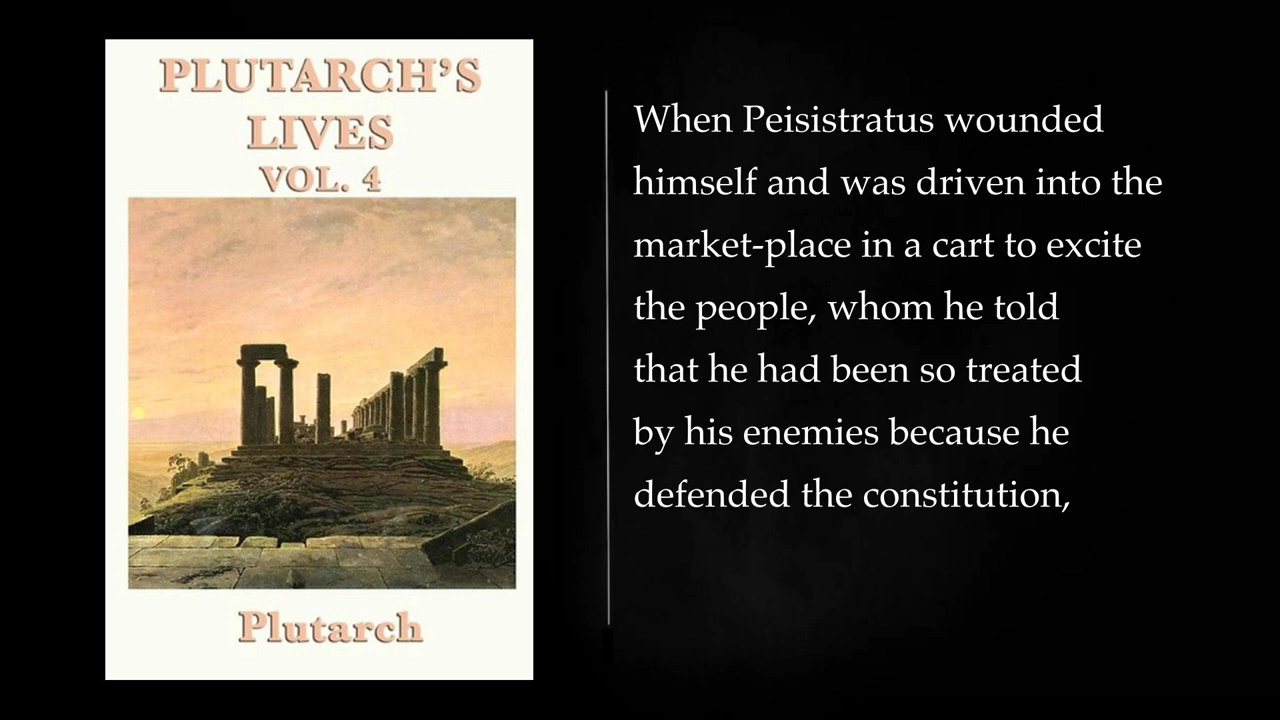 PLUTARCH'S
LIVES
VOL. 4
Plutarch
When Peisistratus wounded
himself and was driven into the
market-place in a cart to excite
the people, whom he told
that he had been so treated
by his enemies because he
defended the constitution,